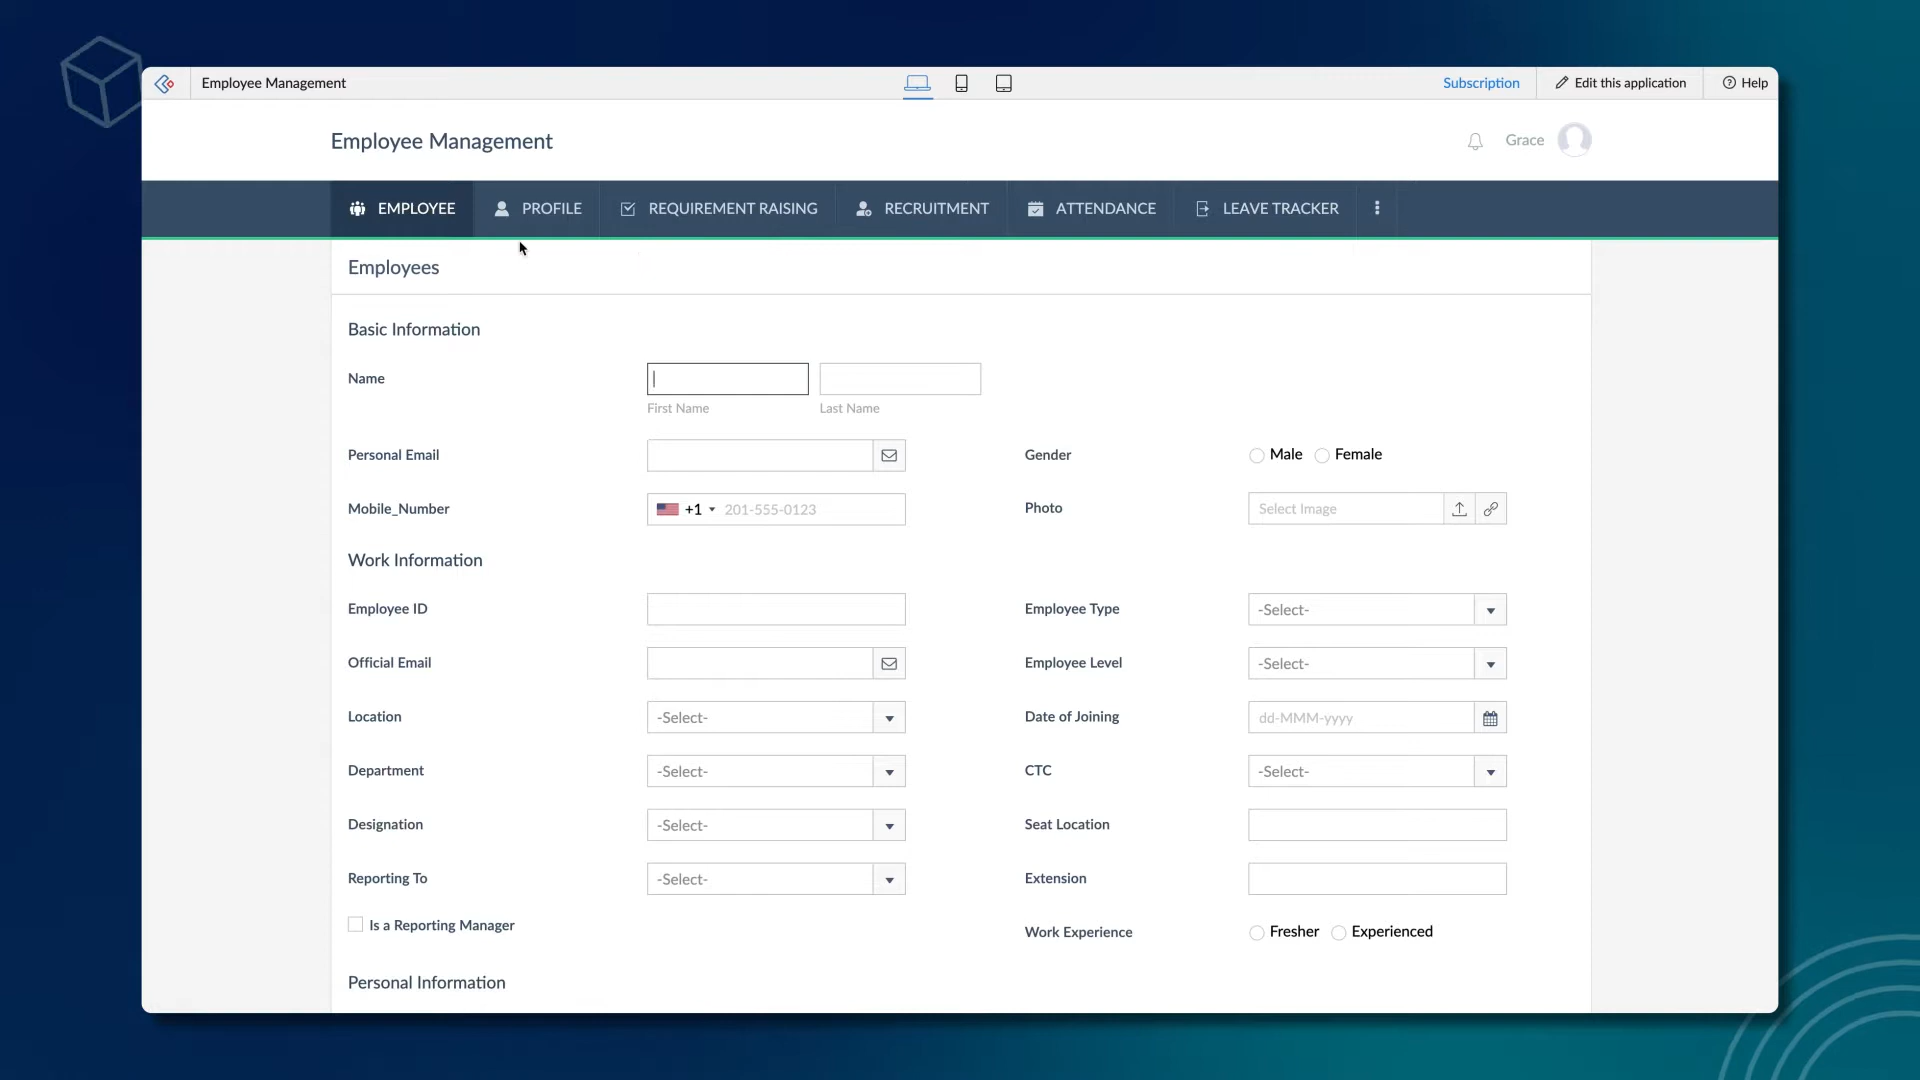 Employee Management
Subscription
Edit this application
Help
Employee Management
Grace
EMPLOYEE
PROFILE
REQUIREMENT RAISING
RECRUITMENT
ATTENDANCE
LEAVE TRACKER
Employees
Basic Information
Name
First Name
Last Name
Personal Email
Gender
Male
Female
Mobile_Number
+1
201-555-0123
Photo
Select Image
Work Information
Employee ID
Employee Type
-Select-
Official Email
Employee Level
-Select-
Location
-Select-
Date of Joining
dd-MMM-yyyy
Department
-Select-
CTC
-Select-
Designation
-Select-
Seat Location
Reporting To
-Select-
Extension
Is a Reporting Manager
Work Experience
Fresher
Experienced
Personal Information